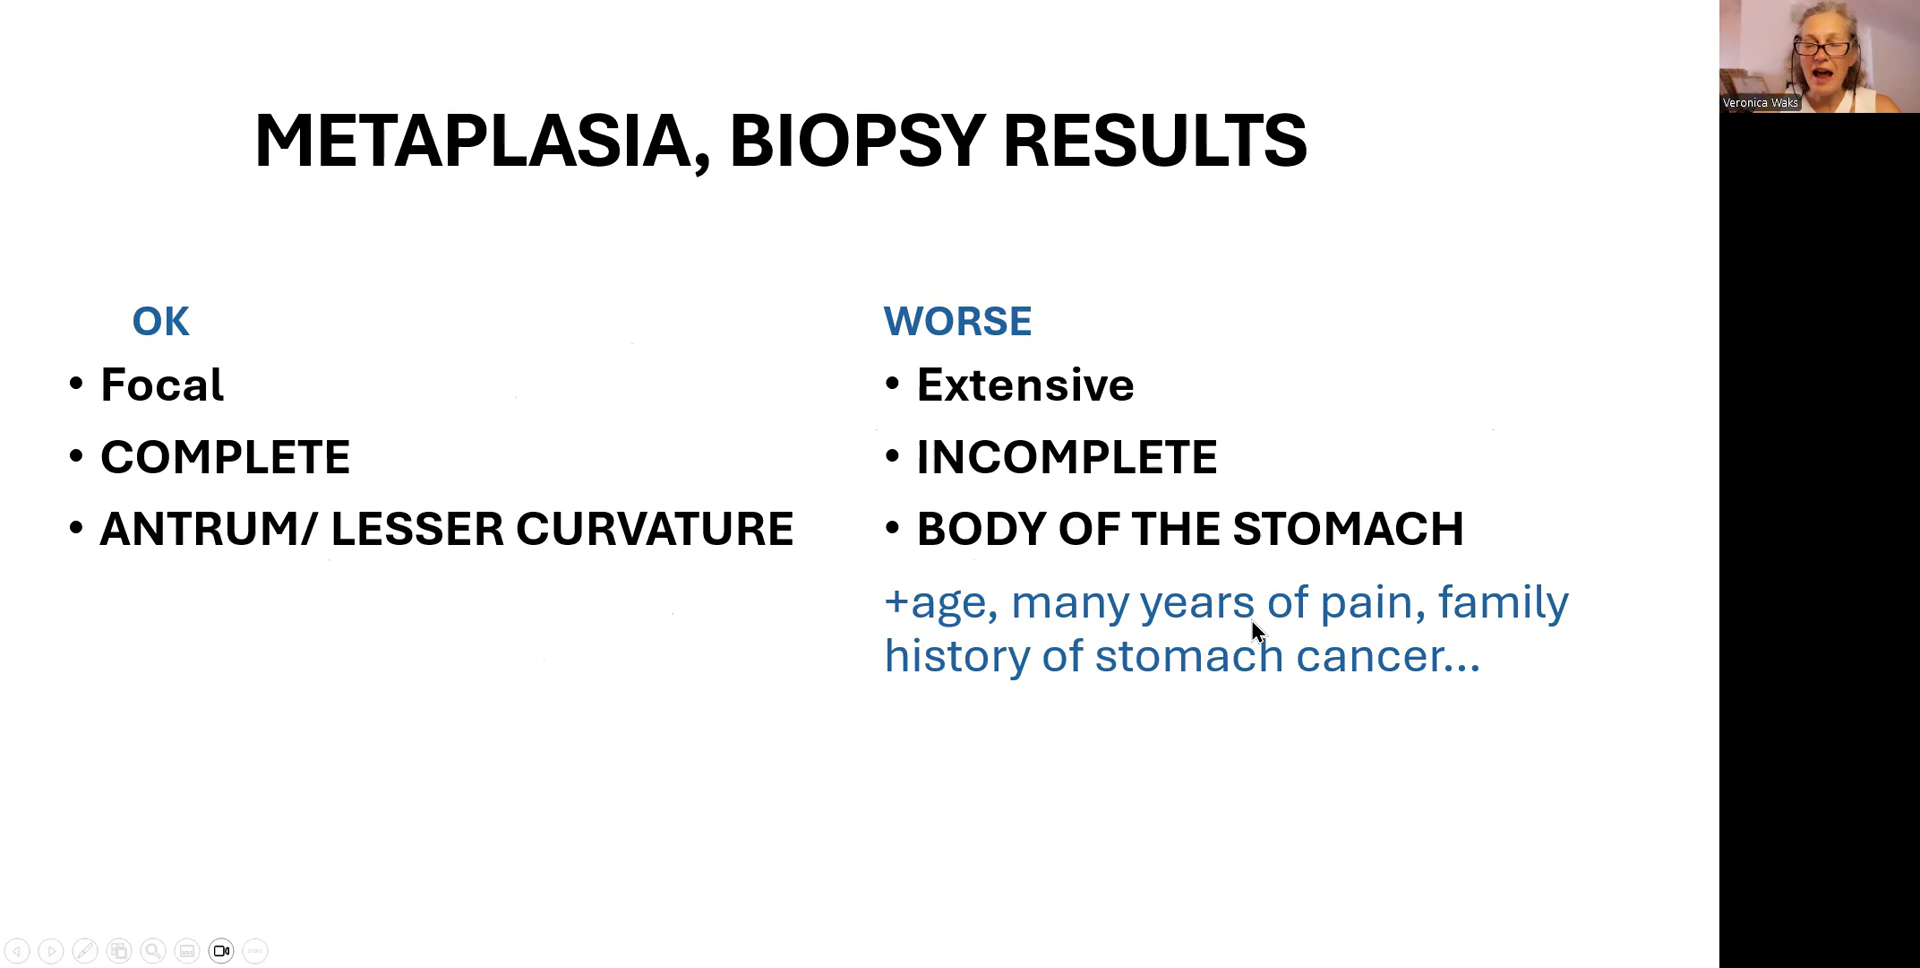 METAPLASIA, BIOPSY RESULTS
OK
• Focal
• COMPLETE
• ANTRUM/ LESSER CURVATURE
WORSE
• Extensive
• INCOMPLETE
• BODY OF THE STOMACH
+age, many years of pain, family
history of stomach cancer...
Veronica Waks